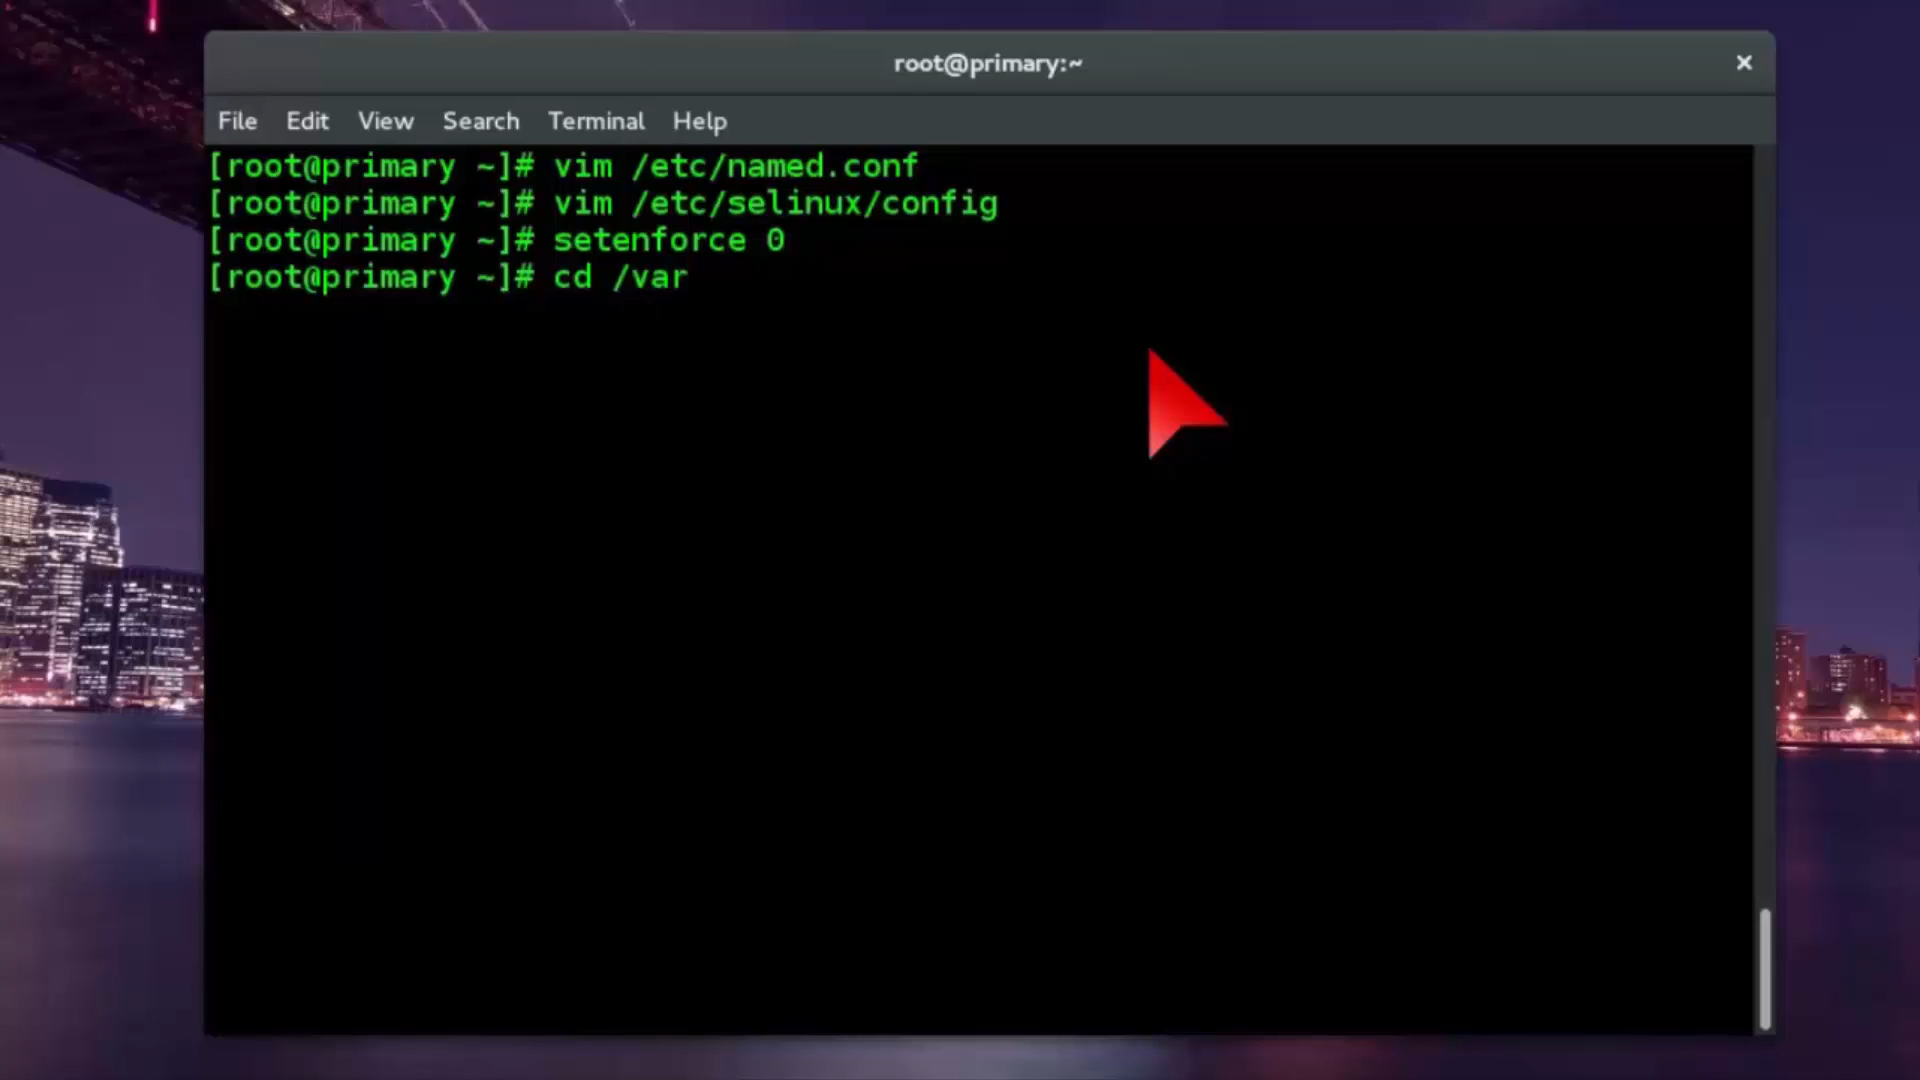 root@primary:~
File Edit View Search Terminal Help
[root@primary ~]# vim /etc/named.conf
[root@primary ~]# vim /etc/selinux/config
[root@primary ~]# setenforce 0
[root@primary ~]# cd /var